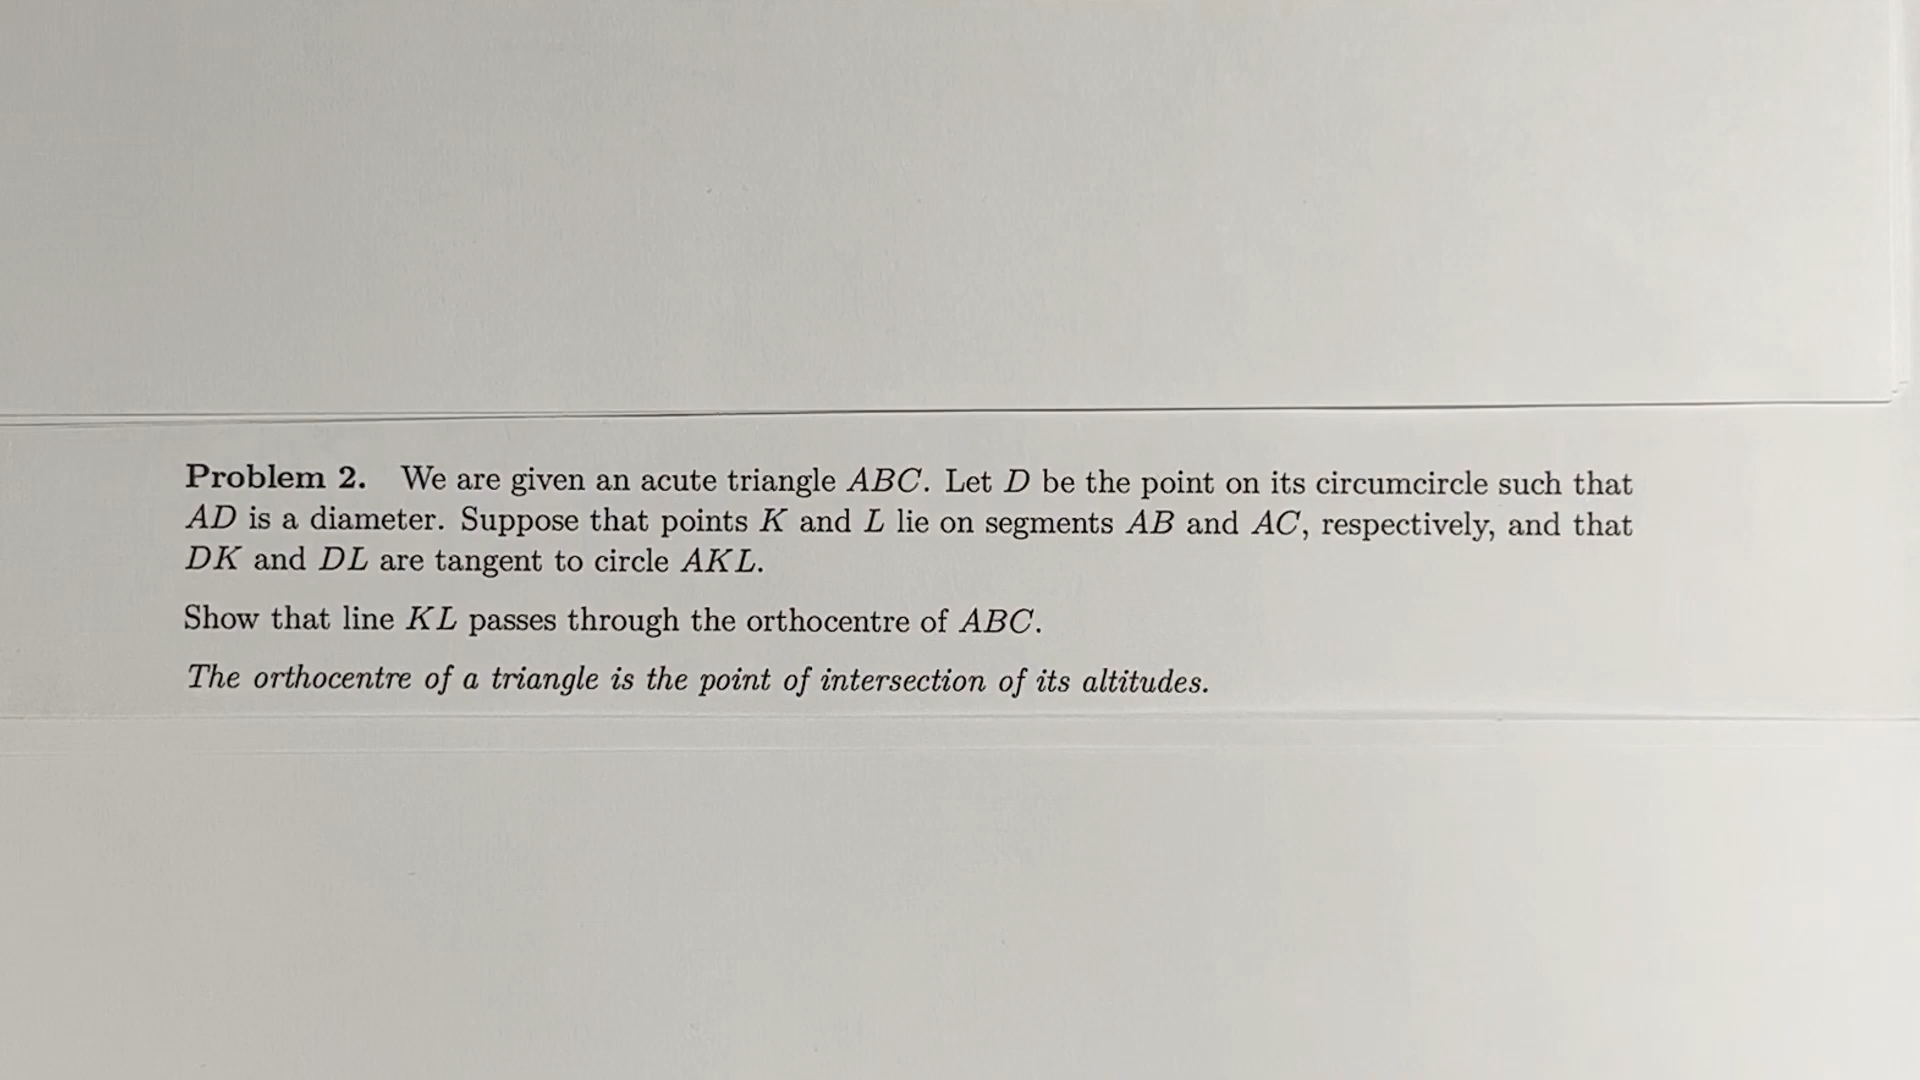 Problem 2. We are given an acute triangle ABC. Let D be the point on its circumcircle such that
AD is a diameter. Suppose that points K and L lie on segments AB and AC, respectively, and that
DK and DL are tangent to circle AKL.
Show that line KL passes through the orthocentre of ABC.
The orthocentre of a triangle is the point of intersection of its altitudes.